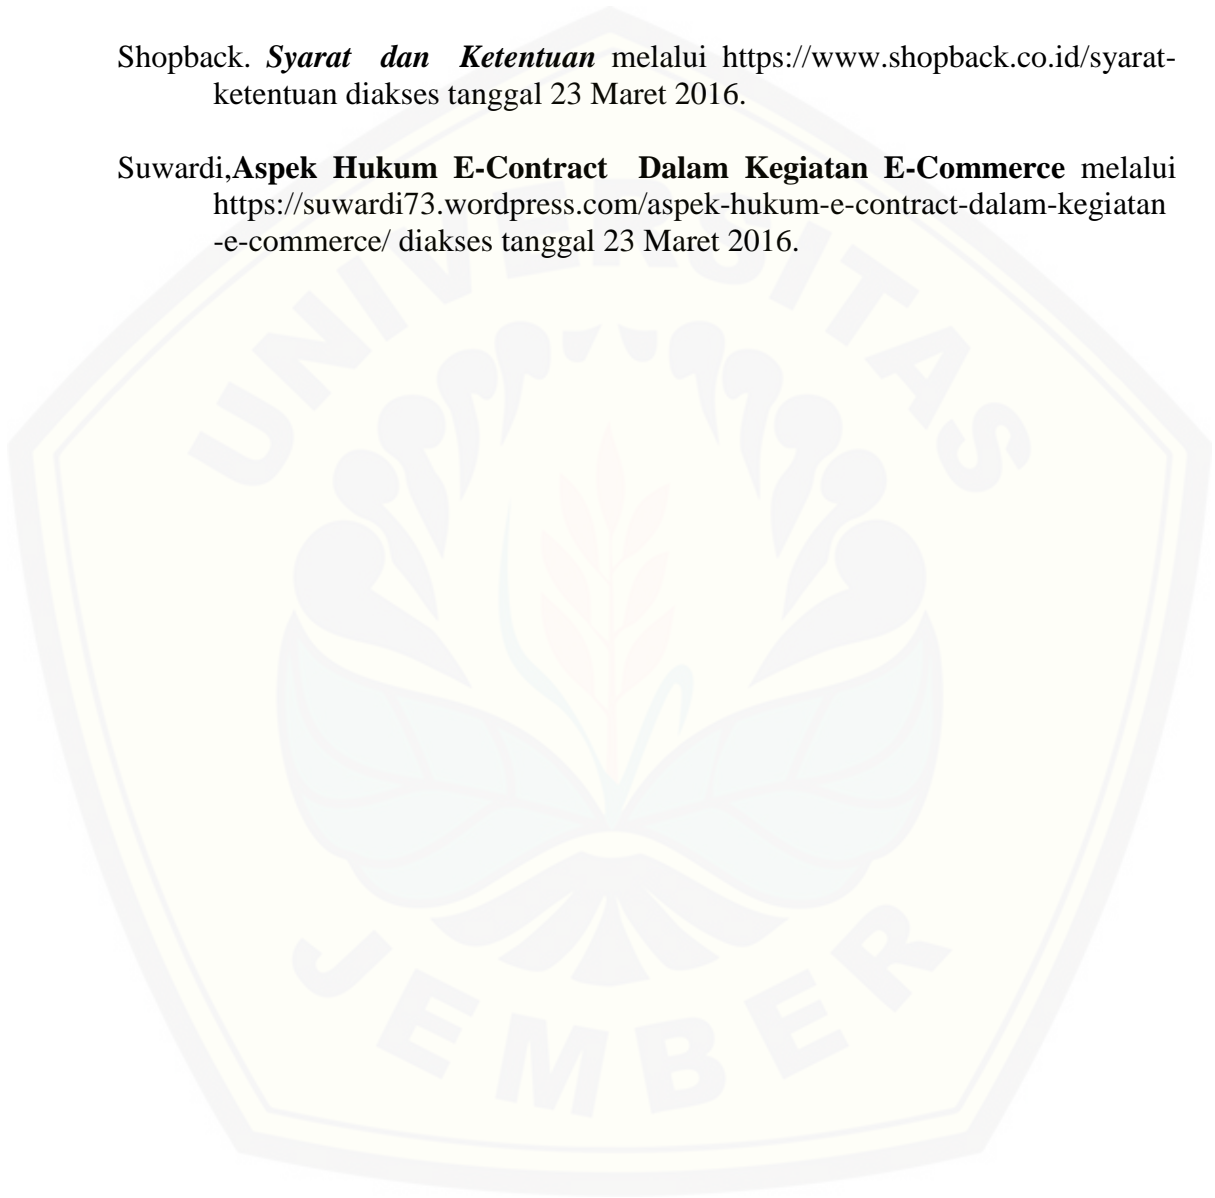 Shopback. Syarat dan Ketentuan melalui https://www.shopback.co.id/syarat-
ketentuan diakses tanggal 23 Maret 2016.
Suwardi,Aspek Hukum E-Contract Dalam Kegiatan E-Commerce melalui
https://suwardi73.wordpress.com/aspek-hukum-e-contract-dalam-kegiatan
-e-commerce/ diakses tanggal 23 Maret 2016.
UNIVERSITAS
JEMBER